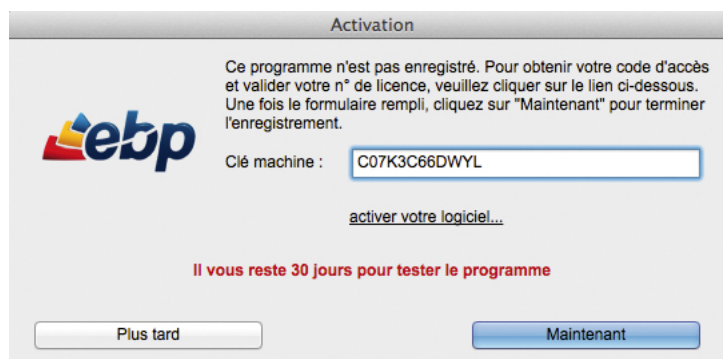 Activation
Ce programme n'est pas enregistré. Pour obtenir votre code d'accès
et valider votre n° de licence, veuillez cliquer sur le lien ci-dessous.
Une fois le formulaire rempli, cliquez sur "Maintenant" pour terminer
l'enregistrement.
ebp
Clé machine :
C07K3C66DWYL
activer votre logiciel...
Il vous reste 30 jours pour tester le programme
Plus tard
Maintenant